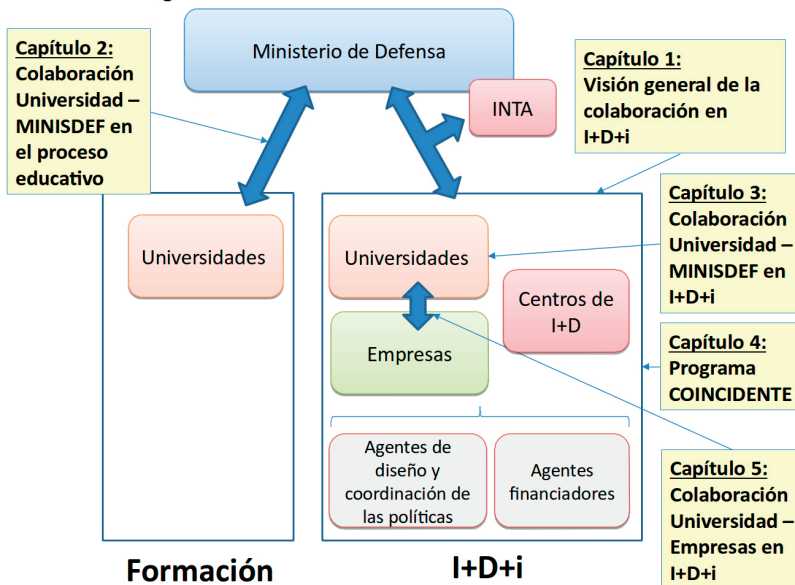 Ministerio de Defensa
INTA
Capítulo 2:
Colaboración
Universidad –
MINISDEF en
el proceso
educativo
Capítulo 1:
Visión general de la
colaboración en
I+D+i
Universidades
Universidades
Centros de
I+D
Empresas
Capítulo 3:
Colaboración
Universidad –
MINISDEF en
I+D+i
Capítulo 4:
Programa
COINCIDENTE
Agentes de
diseño y
coordinación de
las políticas
Agentes
financiadores
Capítulo 5:
Colaboración
Universidad –
Empresas en
I+D+i
Formación
I+D+i